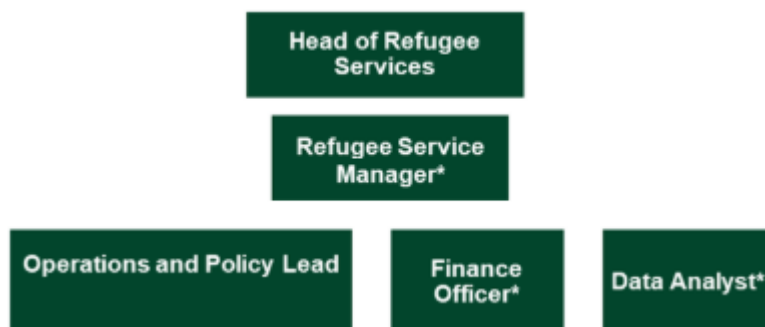 Head of Refugee
Services
Refugee Service
Manager*
Operations and Policy Lead
Finance
Officer*
Data Analyst*